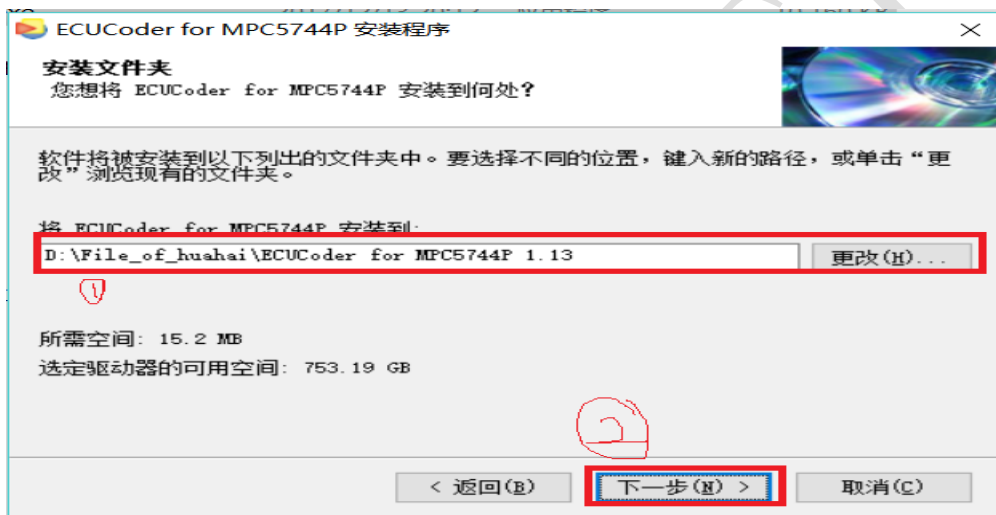 ECUCoder for MPC5744P 安装程序
安装文件夹
您想将 ECUCoder for MPC5744P 安装到何处?
软件将被安装到以下列出的文件夹中。要选择不同的位置，键入新的路径，或单击“更
改”浏览现有的文件夹。
将 ECUCoder for MPC5744P 安装到:
D:\File_of_huahai\ECUCoder for MPC5744P 1.13
更改(H)...
①
所需空间: 15.2 MB
选定驱动器的可用空间: 753.19 GB
②
< 返回(B)
下一步(N) >
取消(C)